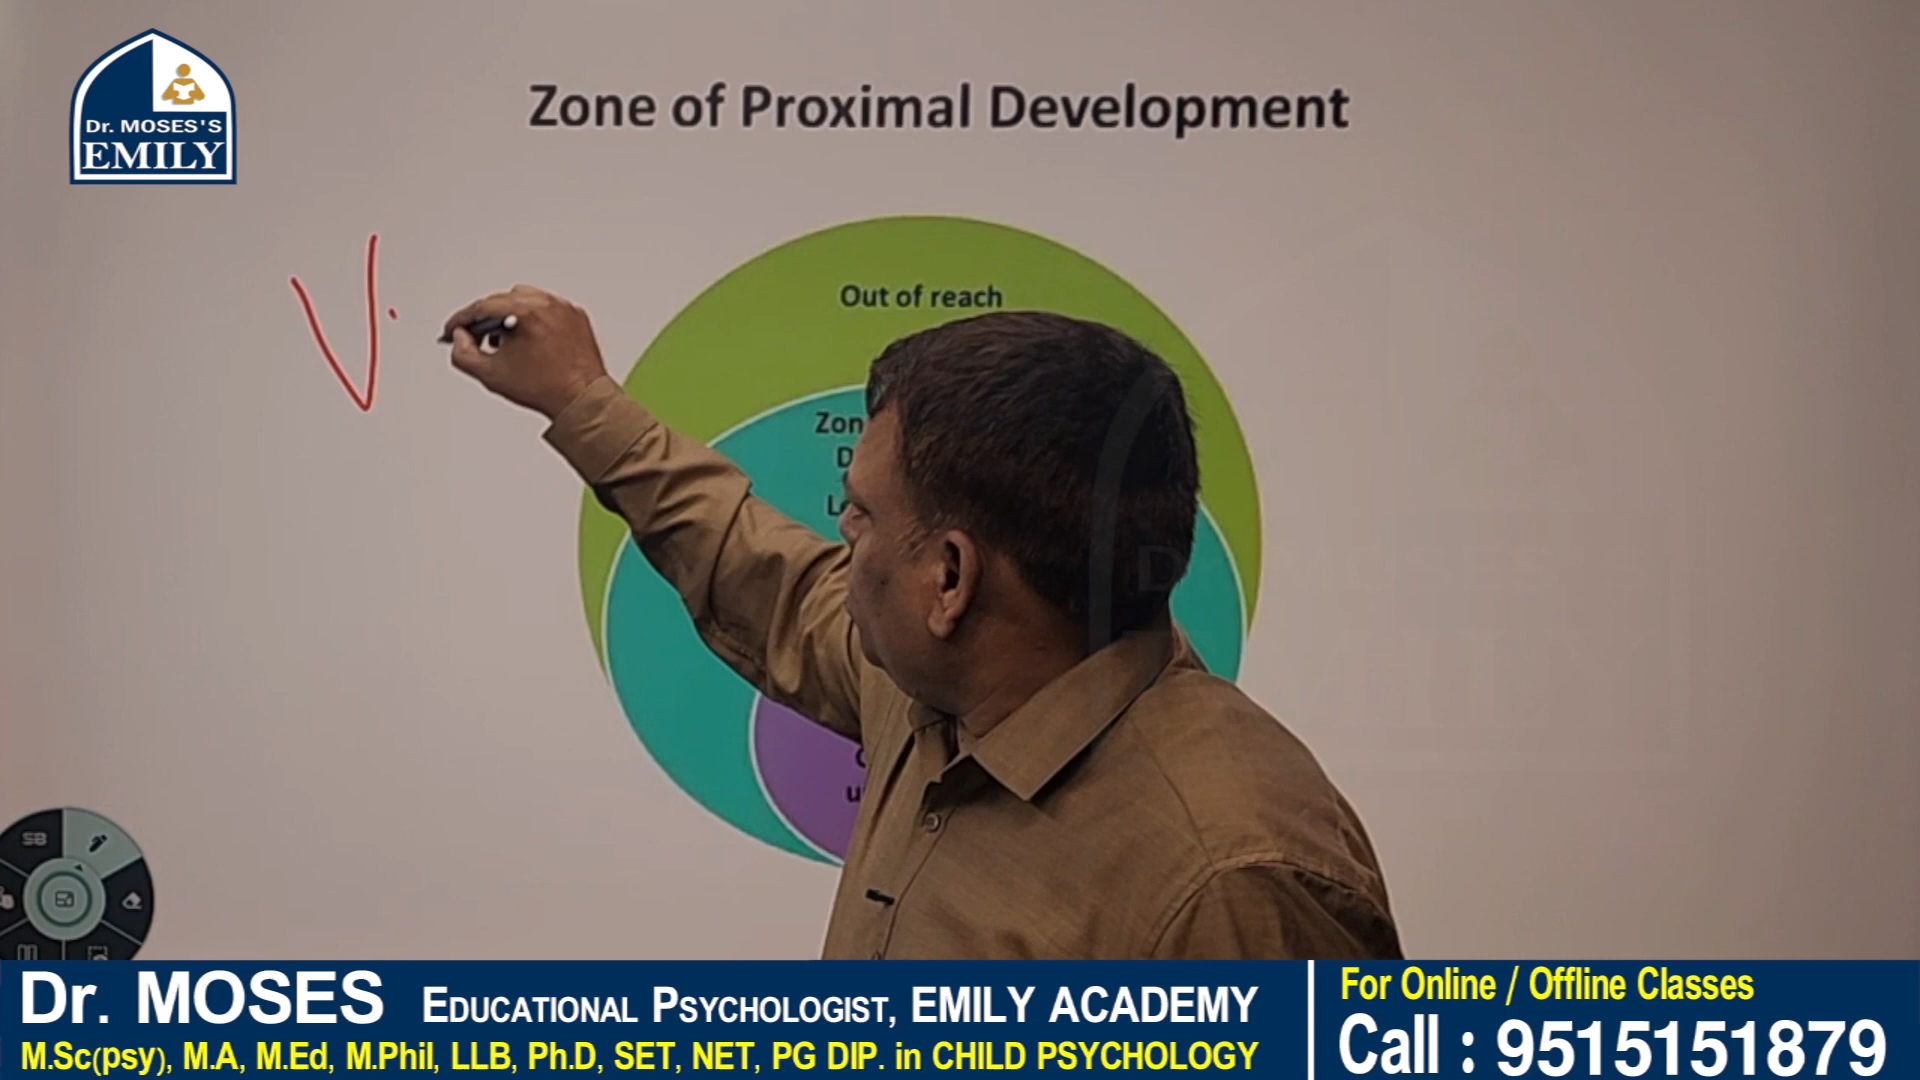 Dr. MOSES'S
EMILY
Zone of Proximal Development
V.
Out of reach
Zon
D
Le
SB
Dr. MOSES EDUCATIONAL PSYCHOLOGIST, EMILY ACADEMY
M.Sc(psy), M.A, M.Ed, M.Phil, LLB, Ph.D, SET, NET, PG DIP. in CHILD PSYCHOLOGY
For Online / Offline Classes
Call : 9515151879